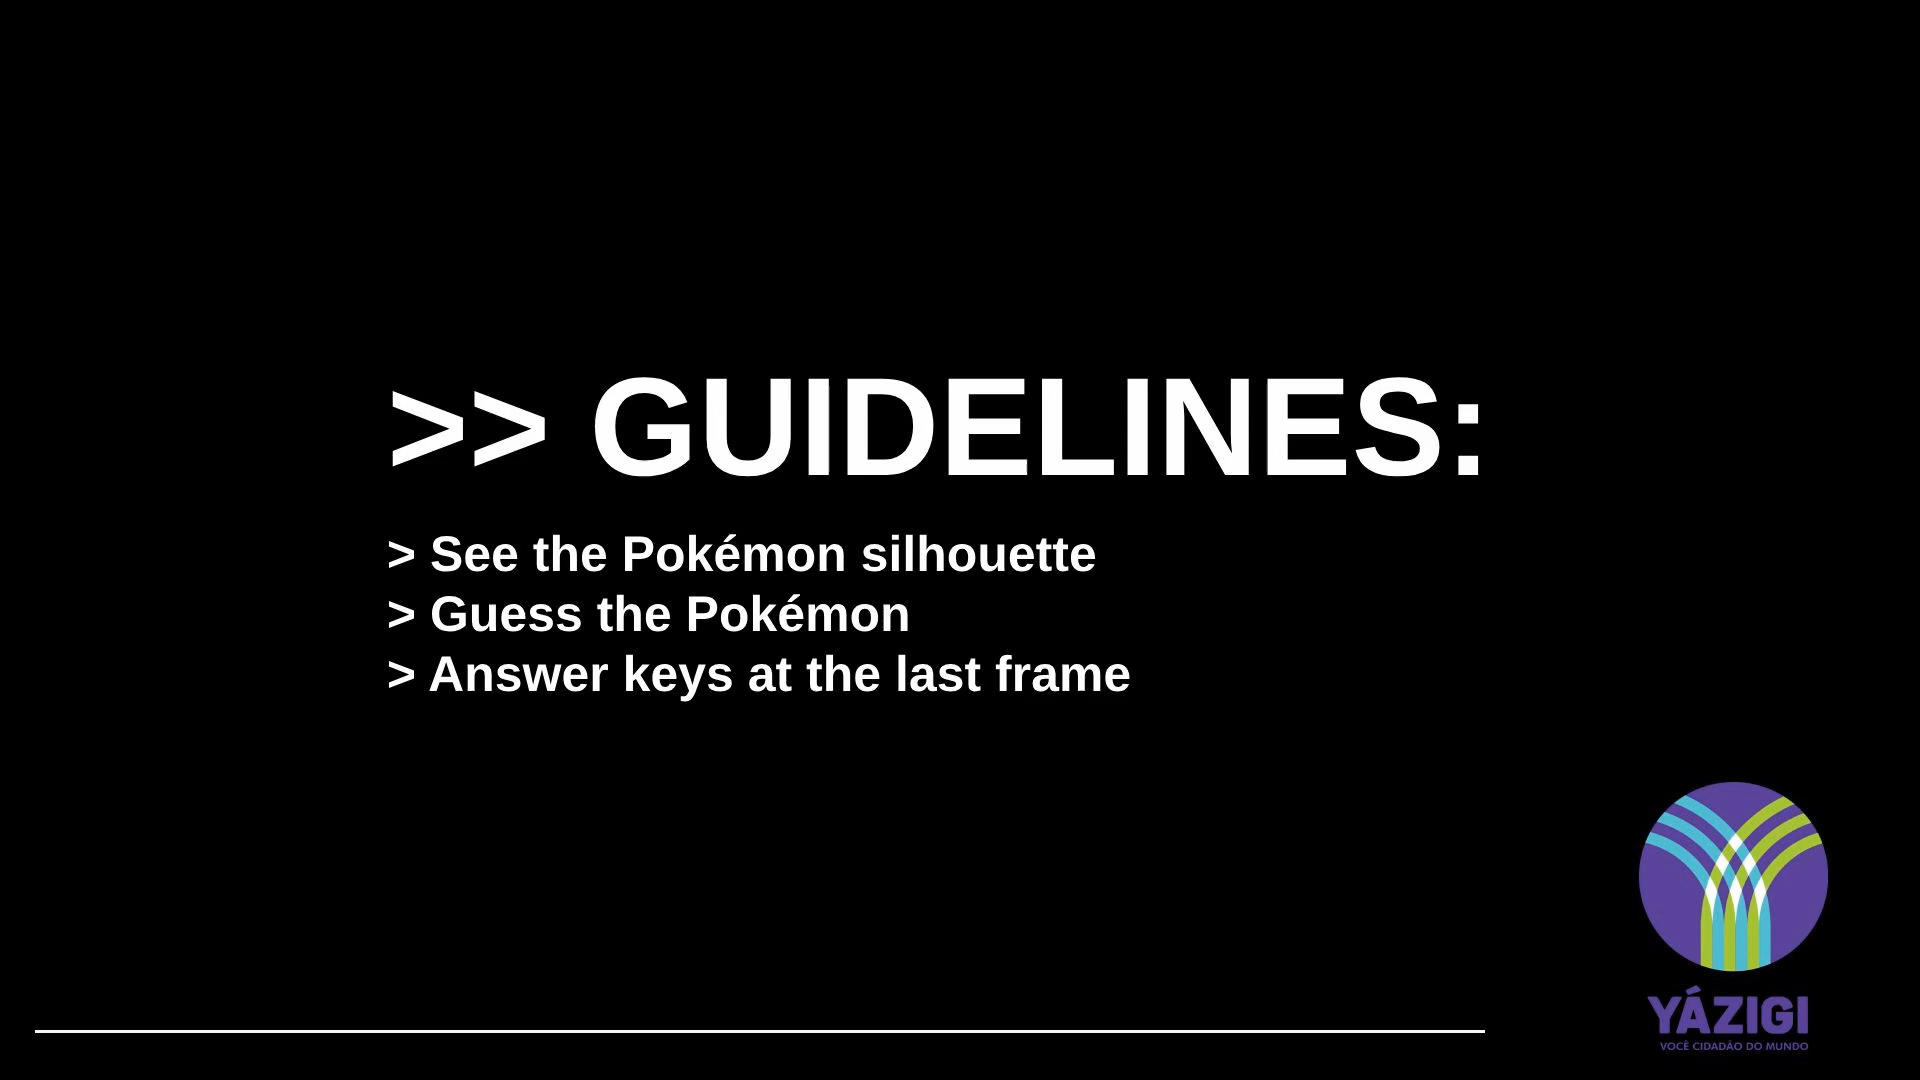 >> GUIDELINES:
> See the Pokémon silhouette
> Guess the Pokémon
> Answer keys at the last frame
YÁZIGI
VOCÊ CIDADÃO DO MUNDO